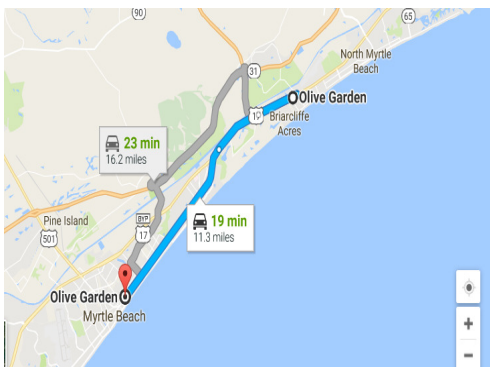 90
65
North Myrtle
Beach
31
Olive Garden
17
Briarcliffe
Acres
23 min
16.2 miles
Pine Island
BYP
17
501
19 min
11.3 miles
Olive Garden
Myrtle Beach
+
−